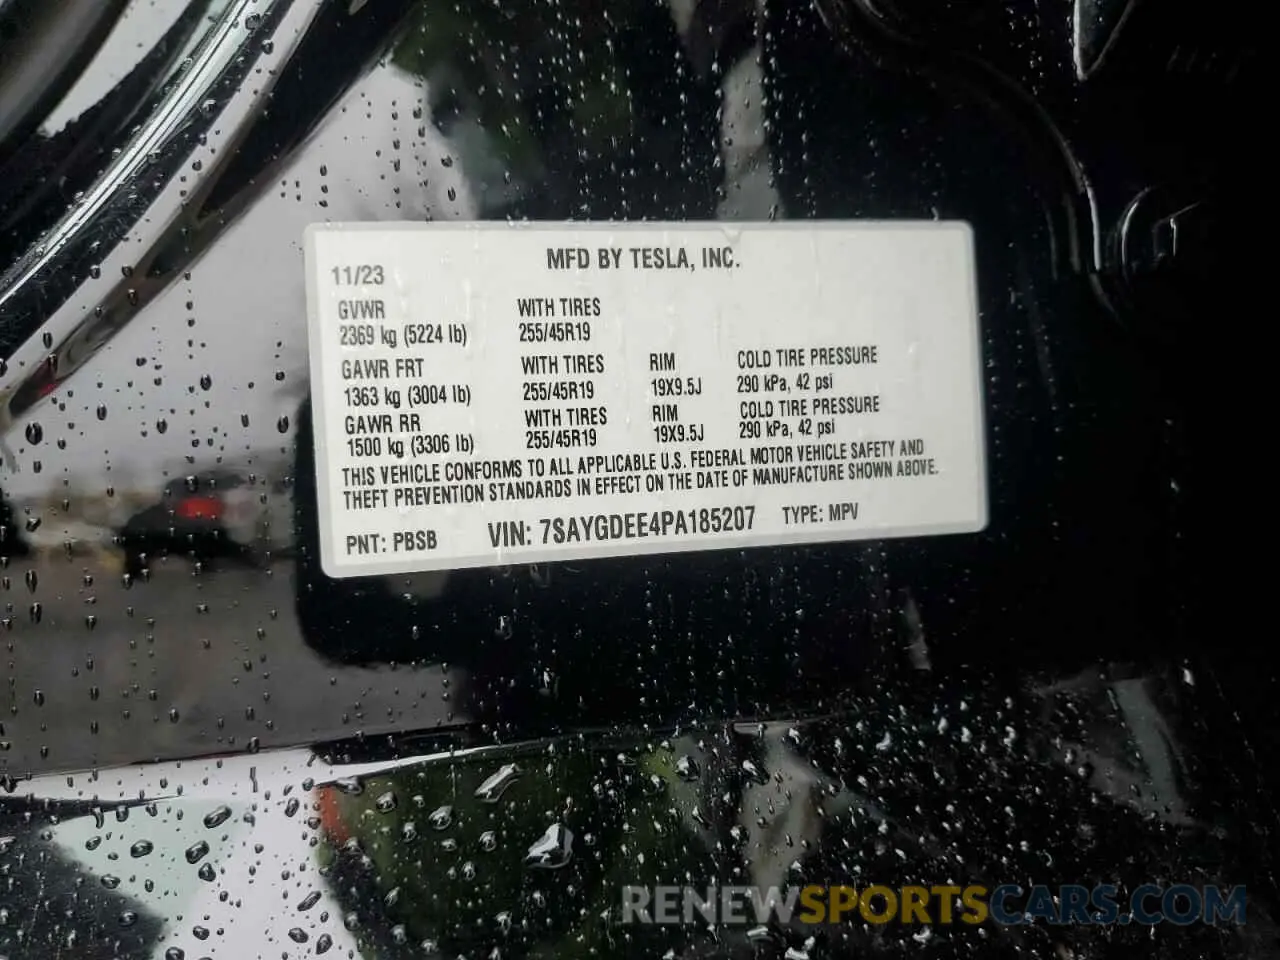 MFD BY TESLA, INC.
11/23
GVWR WITH TIRES
2369 kg (5224 lb) 255/45R19
GAWR FRT WITH TIRES RIM COLD TIRE PRESSURE
1363 kg (3004 lb) 255/45R19 19X9.5J 290 kPa, 42 psi
GAWR RR WITH TIRES RIM COLD TIRE PRESSURE
1500 kg (3306 lb) 255/45R19 19X9.5J 290 kPa, 42 psi
THIS VEHICLE CONFORMS TO ALL APPLICABLE U.S. FEDERAL MOTOR VEHICLE SAFETY AND
THEFT PREVENTION STANDARDS IN EFFECT ON THE DATE OF MANUFACTURE SHOWN ABOVE.
PNT: PBSB VIN: 7SAYGDEE4PA185207 TYPE: MPV
RENEWSPORTSCARS.COM